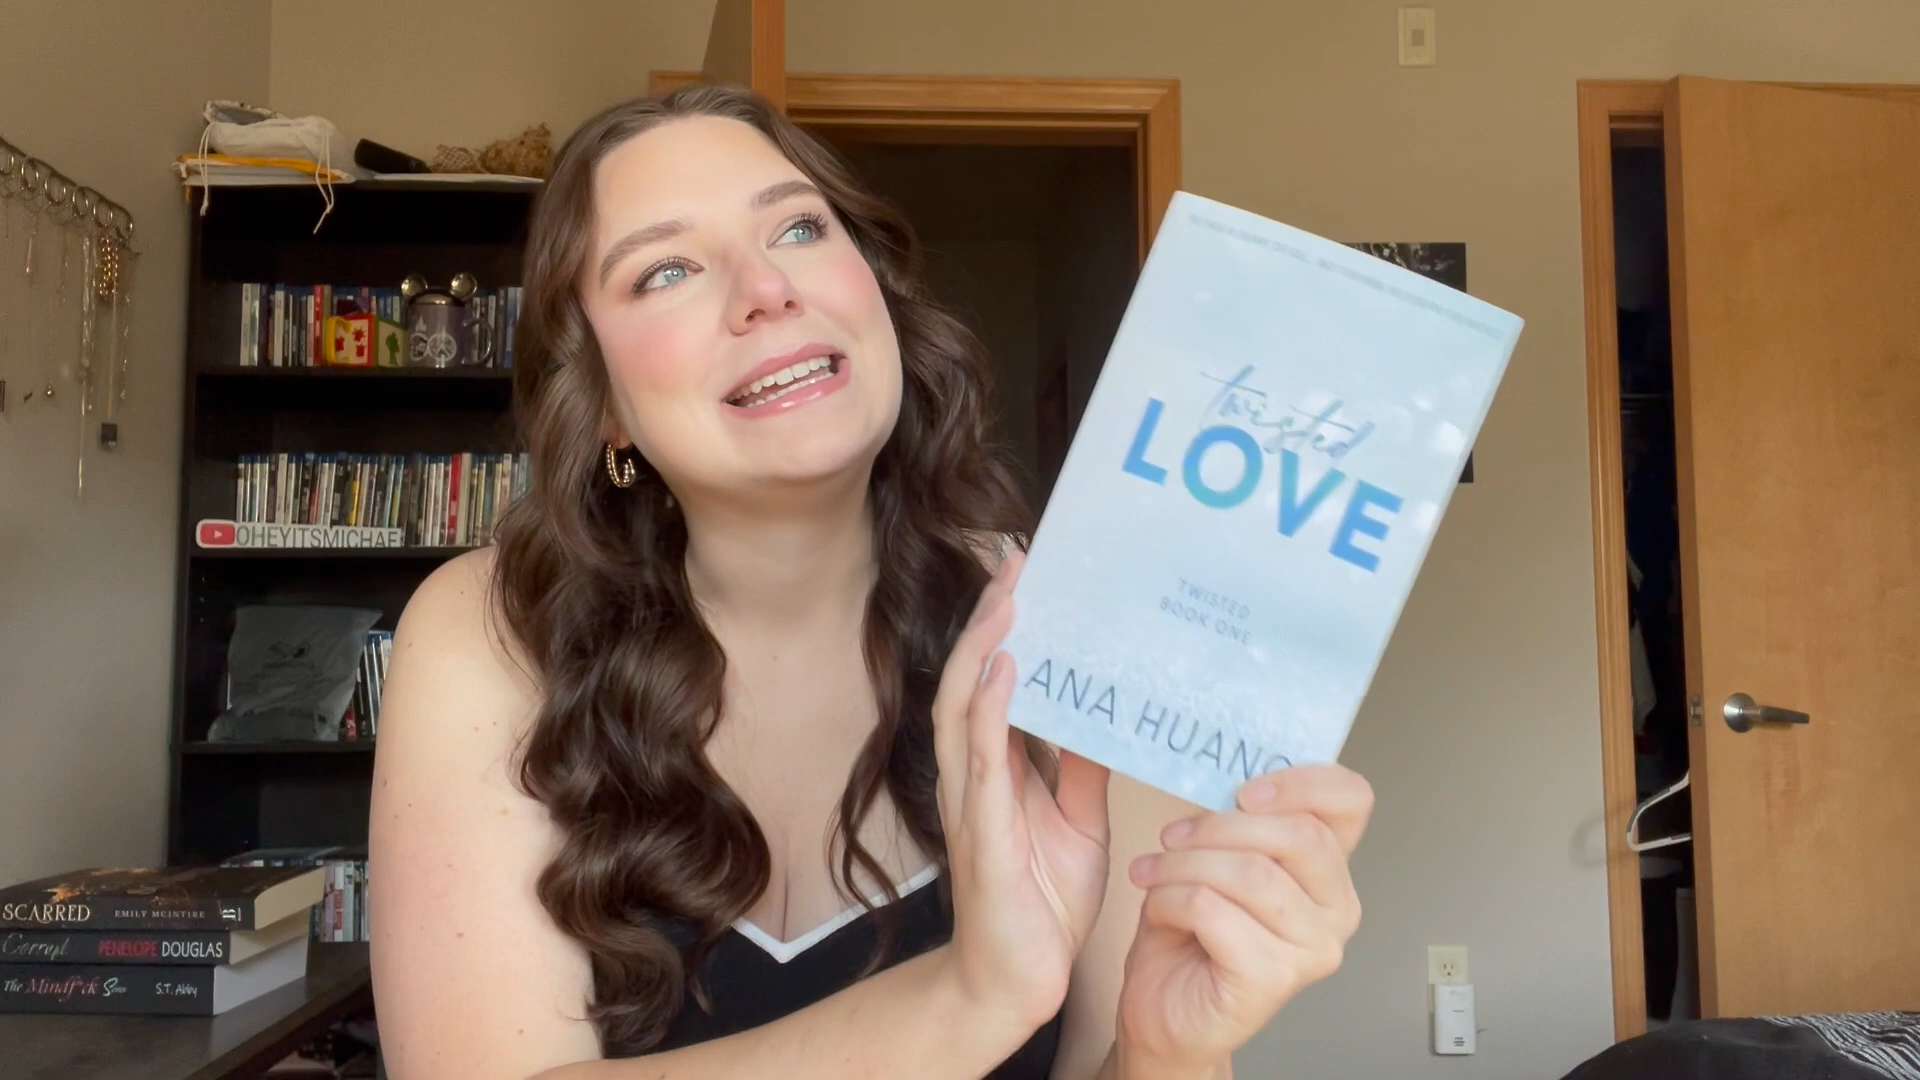 twisted
LOVE
TWISTED
BOOK ONE
ANA HUANG
OHEYITSMICHAE
SCARRED EMILY MCINTIRE B
Corrupt PENELOPE DOUGLAS
The Mindf*ck Series S.T. Abby